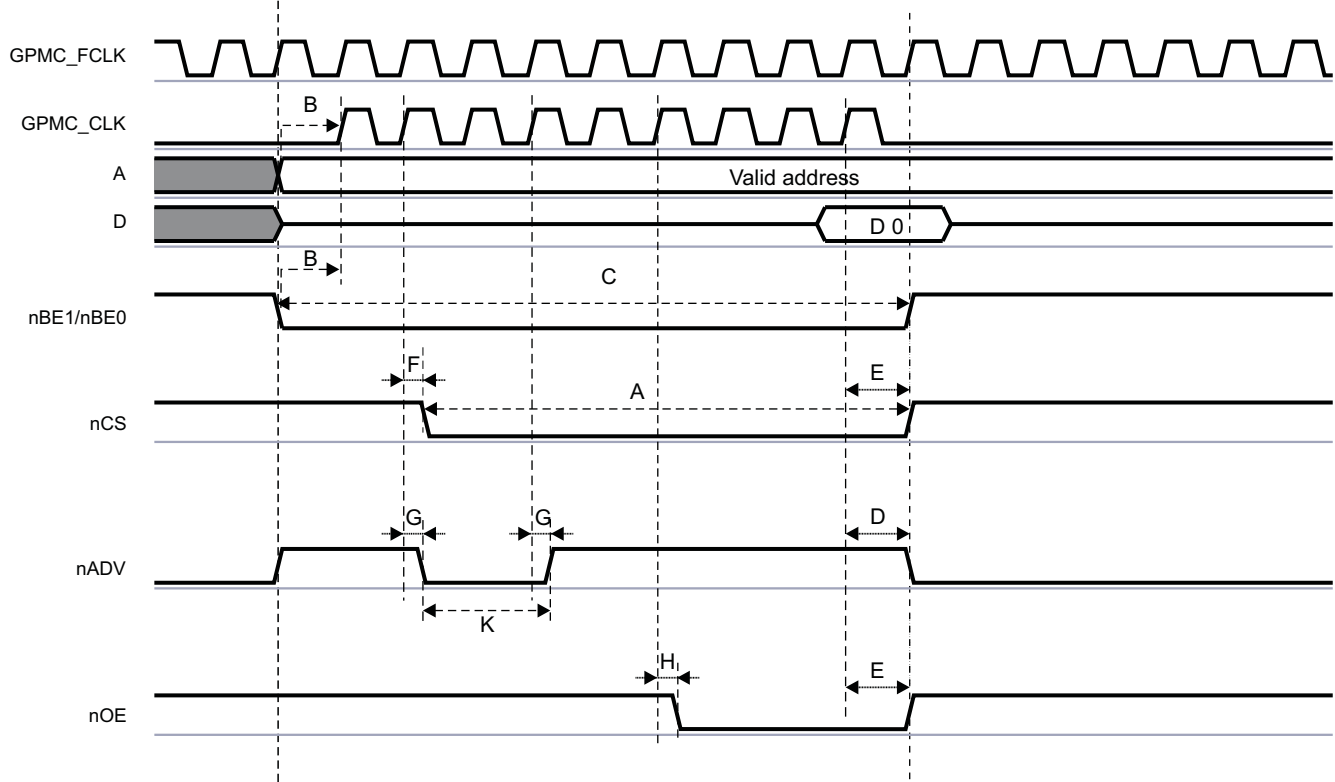 GPMC_FCLK
B
GPMC_CLK
A
Valid address
D
D 0
B
C
nBE1/nBE0
F
E
A
nCS
G
G
D
nADV
K
H
E
nOE